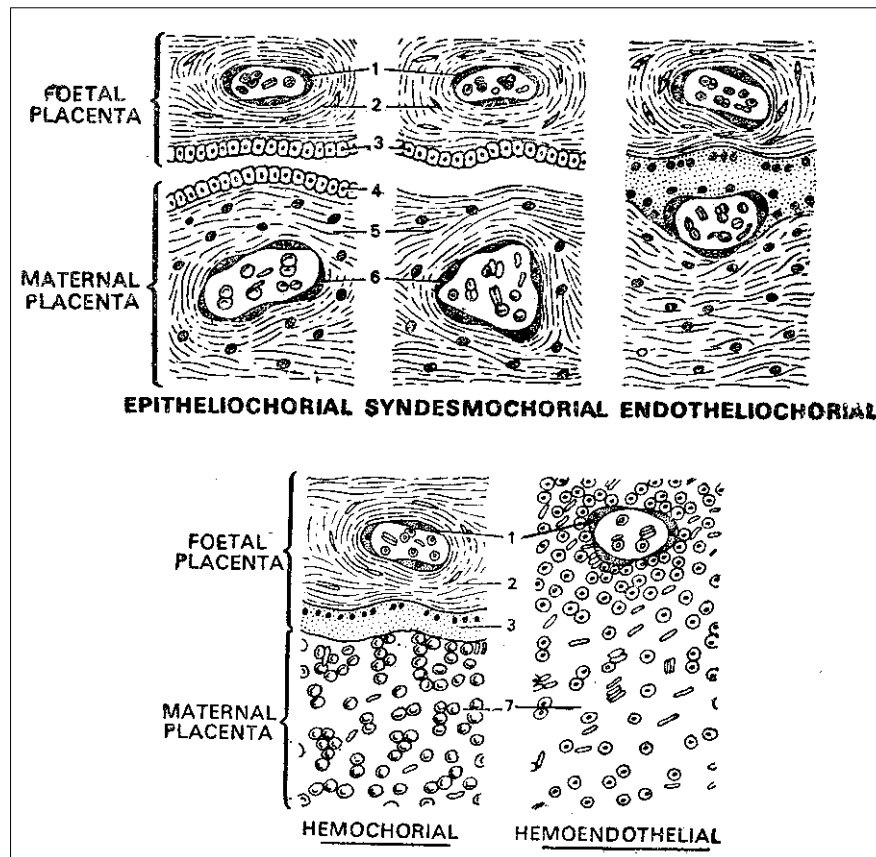 FOETAL
PLACENTA
1
2
3
4
5
6
MATERNAL
PLACENTA
EPITHELIOCHORIAL SYNDESMOCHORIAL ENDOTHELIOCHORIAL
FOETAL
PLACENTA
1
2
3
7
MATERNAL
PLACENTA
HEMOCHORIAL HEMOENDOTHELIAL